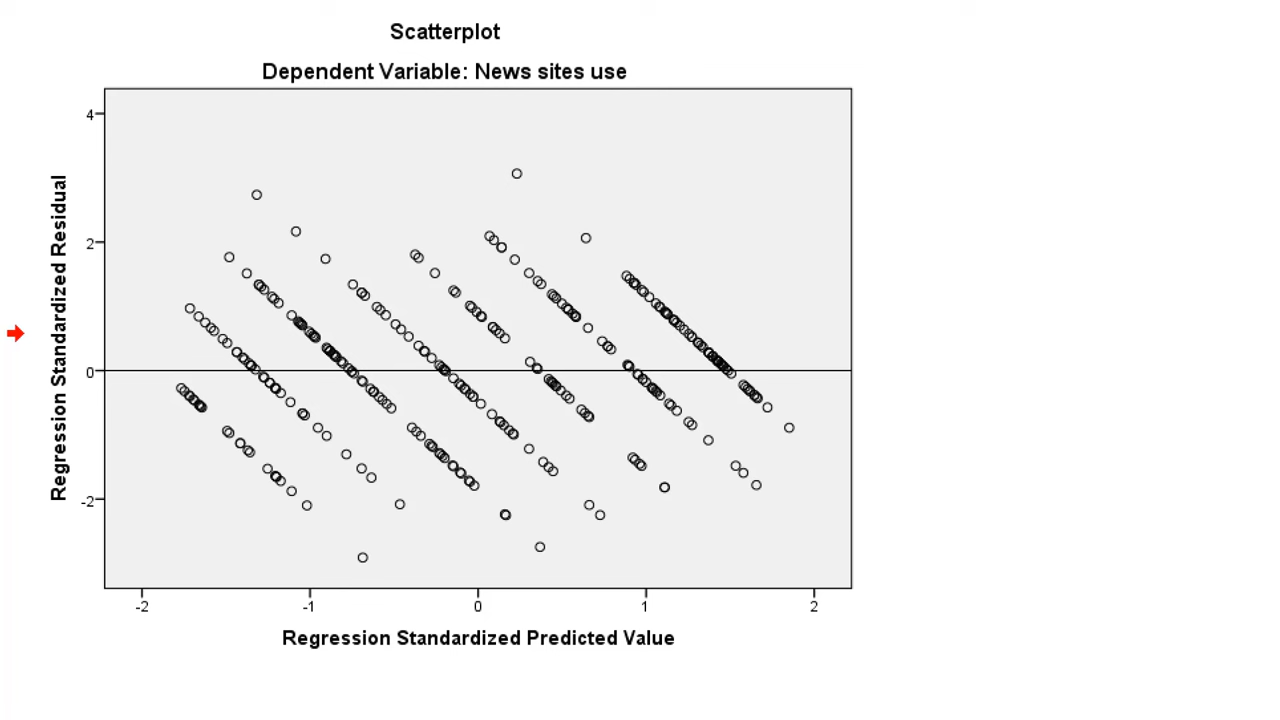 Scatterplot
Dependent Variable: News sites use
Regression Standardized Residual
4
2
0
-2
-2
-1
0
1
2
Regression Standardized Predicted Value